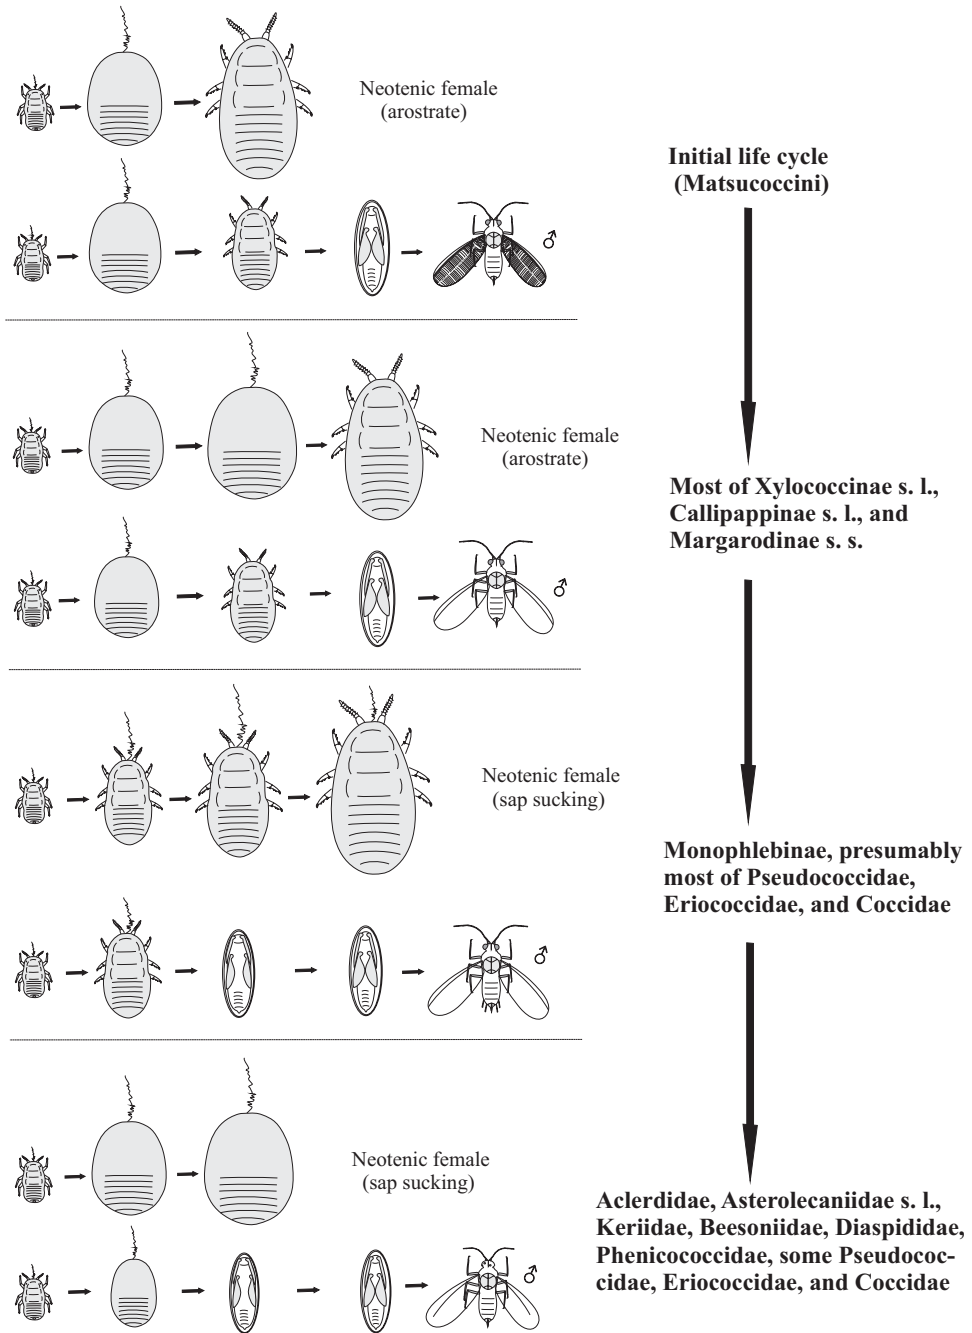 Neotenic female
(arostrate)
Initial life cycle
(Matsucoccini)
♂
Neotenic female
(arostrate)
Most of Xylococcinae s. l.,
Callipappinae s. l., and
Margarodinae s. s.
♂
Neotenic female
(sap sucking)
Monophlebinae, presumably
most of Pseudococcidae,
Eriococcidae, and Coccidae
♂
Neotenic female
(sap sucking)
Aclerdidae, Asterolecaniidae s. l.,
Keriidae, Beesoniidae, Diaspididae,
Phenicococcidae, some Pseudococ-
cidae, Eriococcidae, and Coccidae
♂